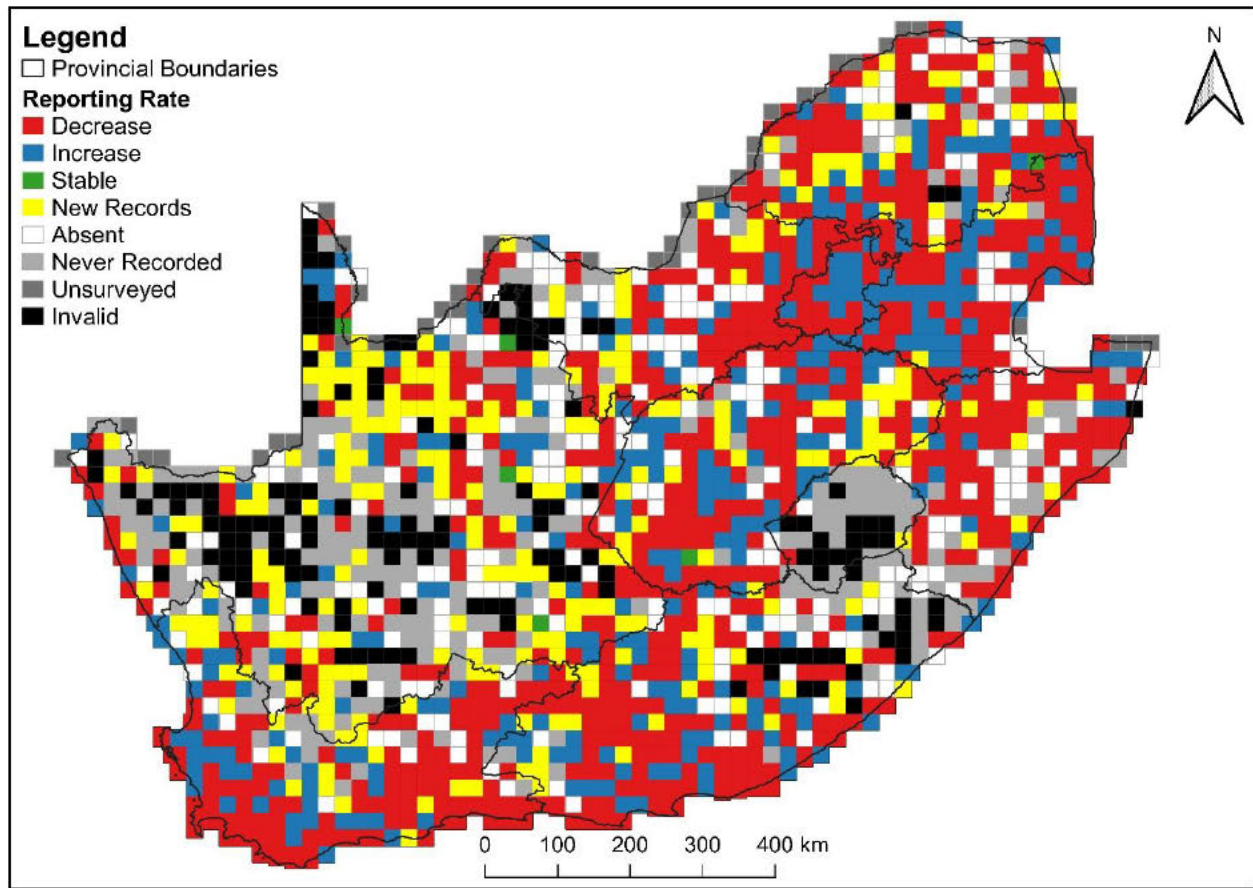 Legend
Provincial Boundaries
Reporting Rate
Decrease
Increase
Stable
New Records
Absent
Never Recorded
Unsurveyed
Invalid
N
0 100 200 300 400 km